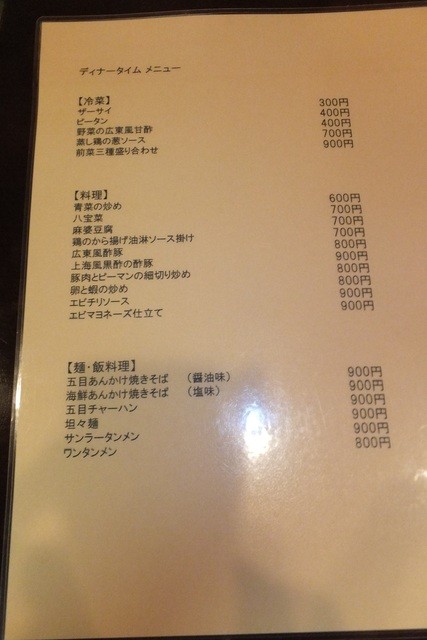 ディナータイム メニュー
【冷菜】
ザーサイ 300円
ピータン 400円
野菜の広東風甘酢 400円
蒸し鶏の葱ソース 700円
前菜三種盛り合わせ 900円
【料理】
青菜の炒め 600円
八宝菜 700円
麻婆豆腐 700円
鶏のから揚げ油淋ソース掛け 700円
広東風酢豚 800円
上海風黒酢の酢豚 900円
豚肉とピーマンの細切り炒め 800円
卵と蝦の炒め 800円
エビチリソース 900円
エビマヨネーズ仕立て 900円
【麺・飯料理】
五目あんかけ焼きそば （醤油味） 900円
海鮮あんかけ焼きそば （塩味） 900円
五目チャーハン 900円
坦々麺 900円
サンラータンメン 900円
ワンタンメン 800円